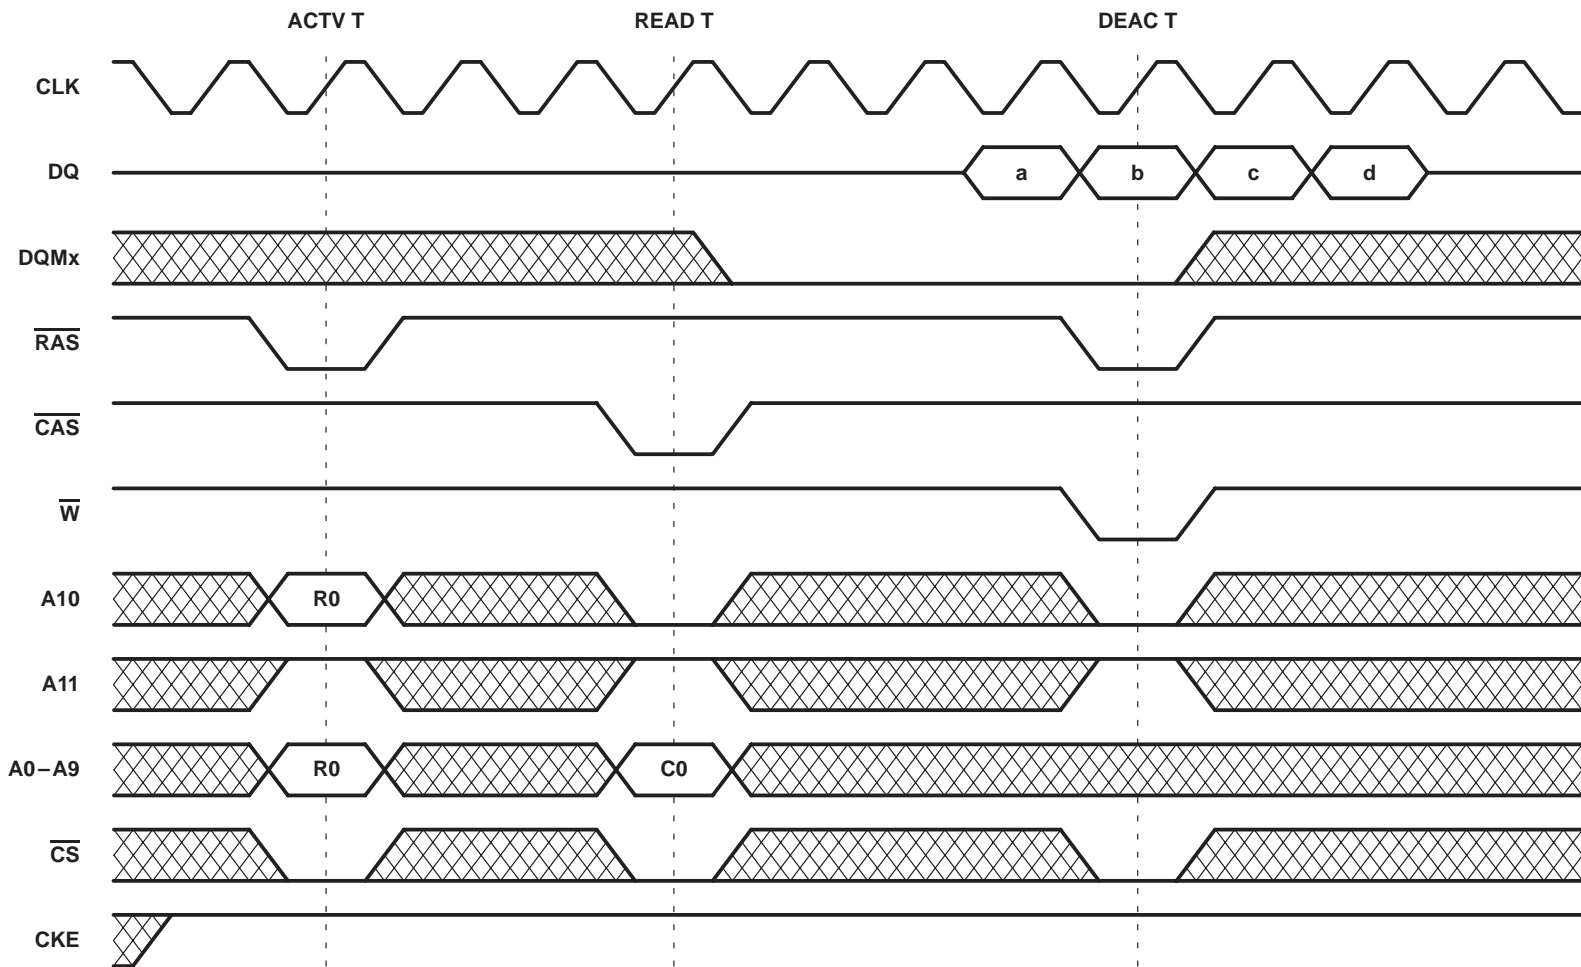 ACTV T READ T DEAC T
CLK
DQ a b c d
DQMx
RAS
CAS
W
A10 R0
A11
A0–A9 R0 C0
CS
CKE